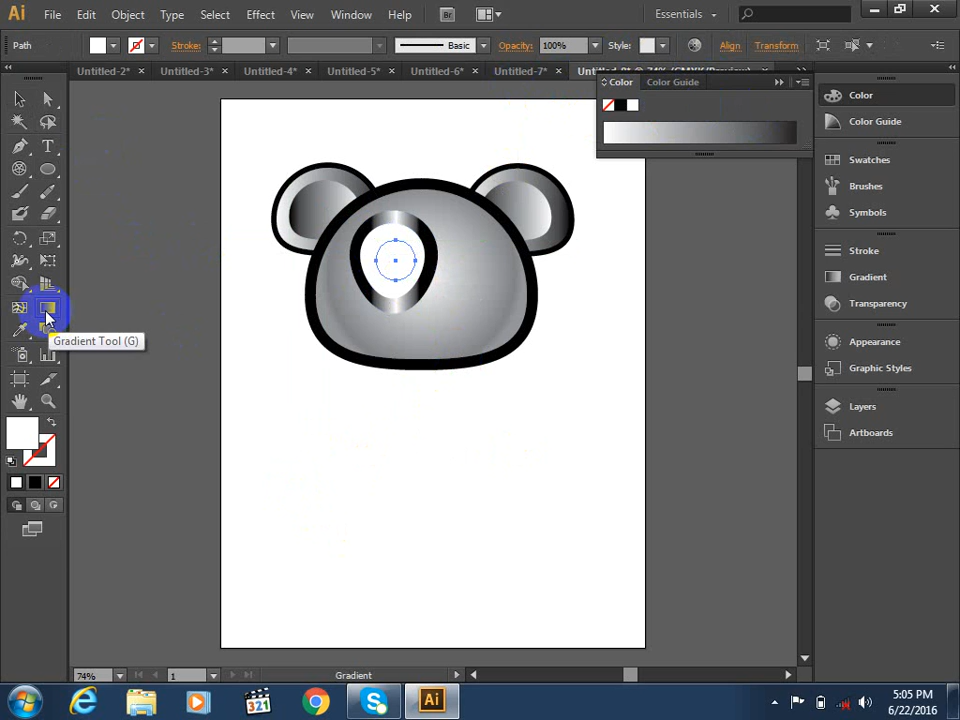 Ai File Edit Object Type Select Effect View Window Help Br Essentials
Path Stroke: Basic Opacity: 100% Style: Align Transform
Untitled-2* × Untitled-3* × Untitled-4* × Untitled-5* × Untitled-6* × Untitled-7* ×
Color Color Guide
Color
Color Guide
Swatches
Brushes
Symbols
Stroke
Gradient
Transparency
Appearance
Graphic Styles
Layers
Artboards
T
Gradient Tool (G)
74% 1 Gradient
321 Ai 5:05 PM
6/22/2016